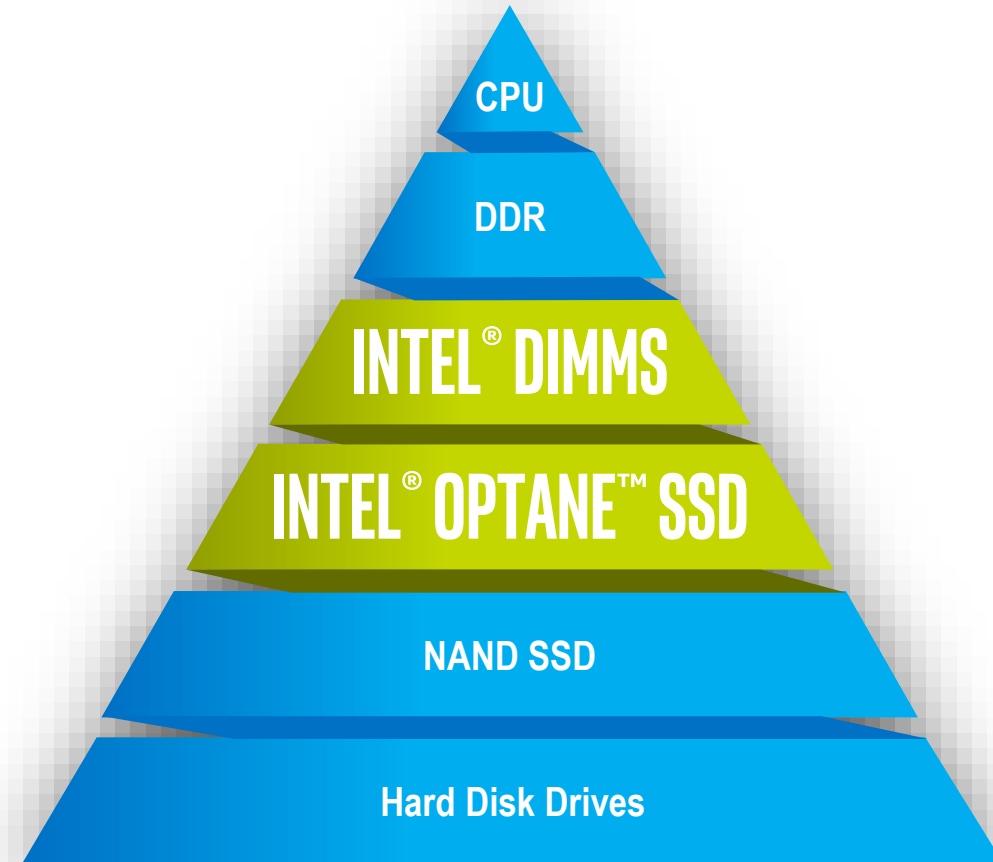 CPU
DDR
INTEL® DIMMS
INTEL® OPTANE™ SSD
NAND SSD
Hard Disk Drives